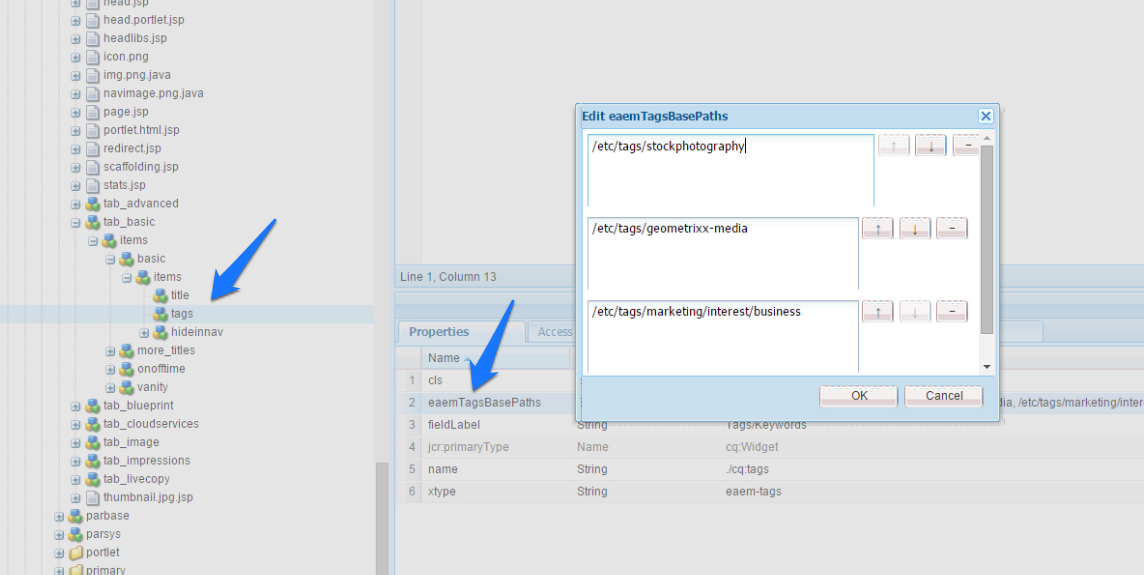 head.jsp
head.portlet.jsp
headlibs.jsp
icon.png
img.png.java
navimage.png.java
page.jsp
portlet.html.jsp
redirect.jsp
scaffolding.jsp
stats.jsp
tab_advanced
tab_basic
items
basic
items
title
tags
hideinnav
more_titles
onofftime
vanity
tab_blueprint
tab_cloudservices
tab_image
tab_impressions
tab_livecopy
thumbnail.jpg.jsp
parbase
parsys
portlet
primary
Edit eaemTagsBasePaths
/etc/tags/stockphotography
/etc/tags/geometrixx-media
/etc/tags/marketing/interest/business
OK Cancel
Line 1, Column 13
Properties Access
Name
1 cls
2 eaemTagsBasePaths dia, /etc/tags/marketing/inter
3 fieldLabel String Tags/Keywords
4 jcr:primaryType Name cq:Widget
5 name String ./cq:tags
6 xtype String eaem-tags